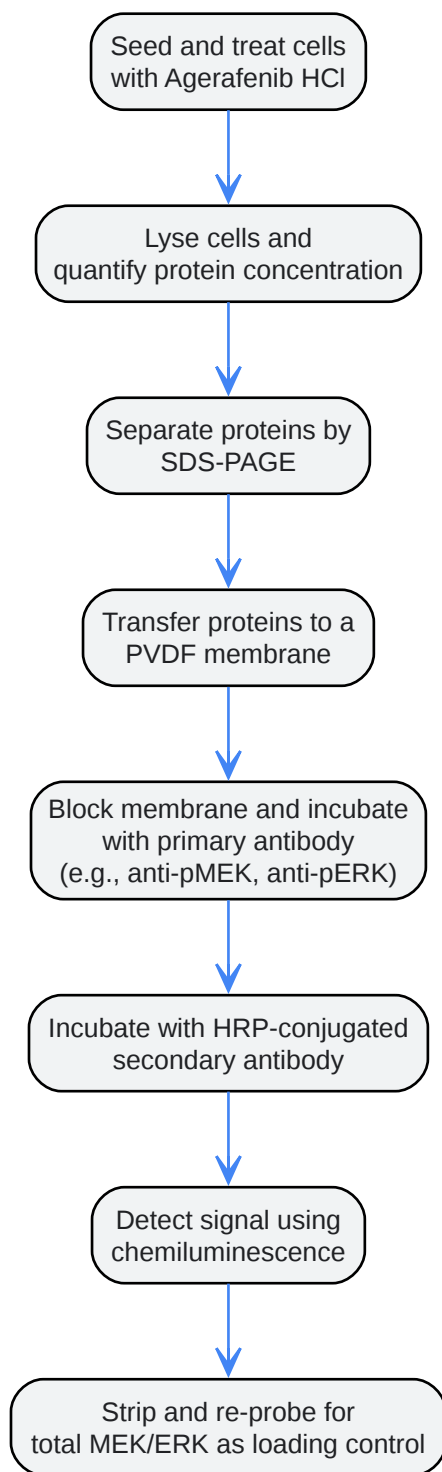 Seed and treat cells
with Agerafenib HCl
Lyse cells and
quantify protein concentration
Separate proteins by
SDS-PAGE
Transfer proteins to a
PVDF membrane
Block membrane and incubate
with primary antibody
(e.g., anti-pMEK, anti-pERK)
Incubate with HRP-conjugated
secondary antibody
Detect signal using
chemiluminescence
Strip and re-probe for
total MEK/ERK as loading control